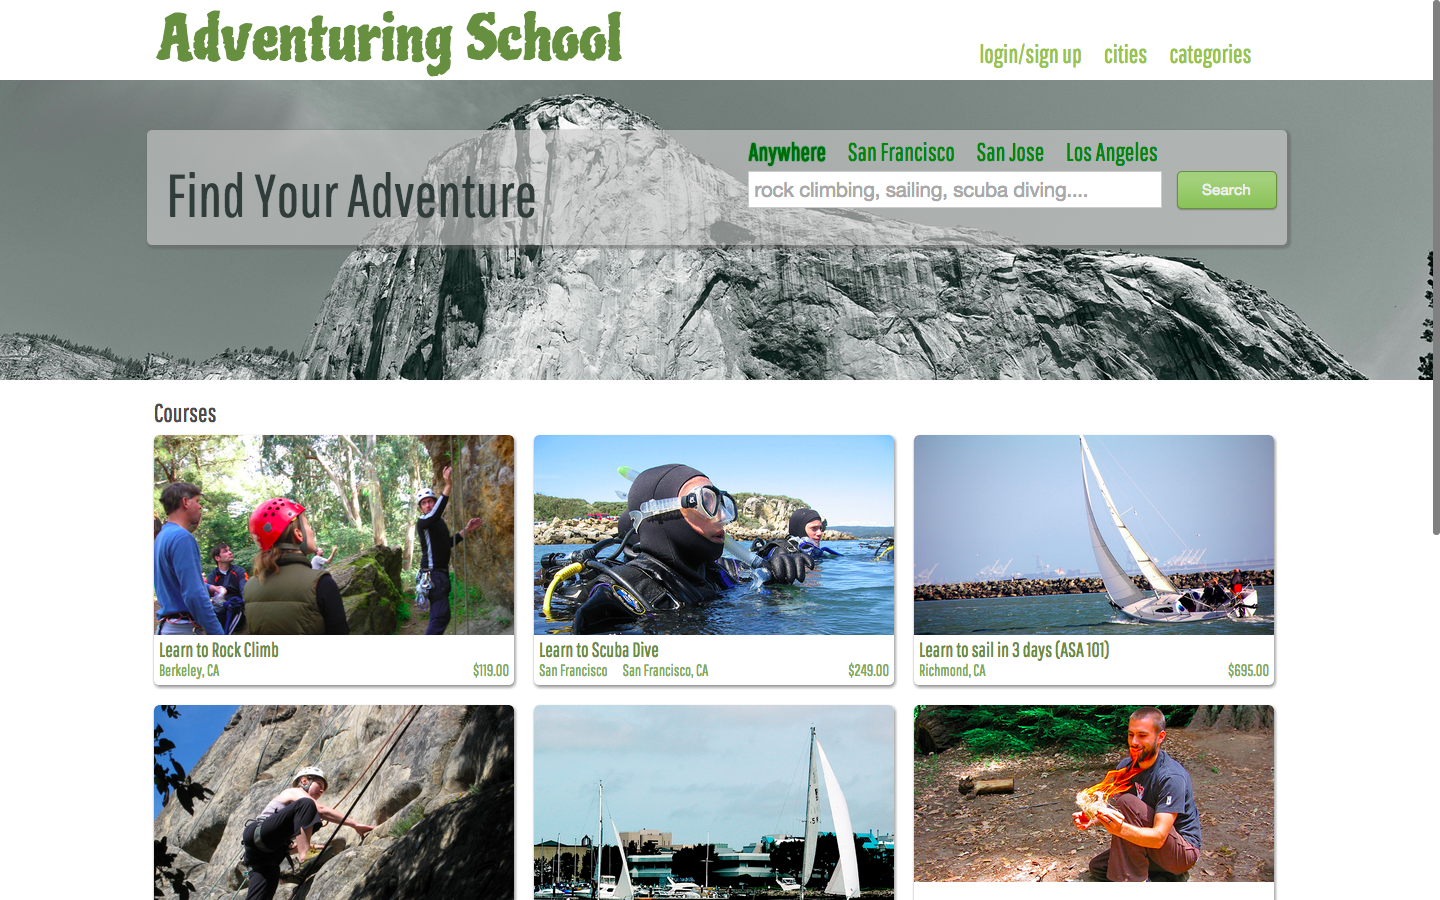 Adventuring School
login/sign up cities categories
Anywhere San Francisco San Jose Los Angeles
Find Your Adventure
rock climbing, sailing, scuba diving....
Search
Courses
Learn to Rock Climb
Berkeley, CA $119.00
Learn to Scuba Dive
San Francisco San Francisco, CA $249.00
Learn to sail in 3 days (ASA 101)
Richmond, CA $695.00